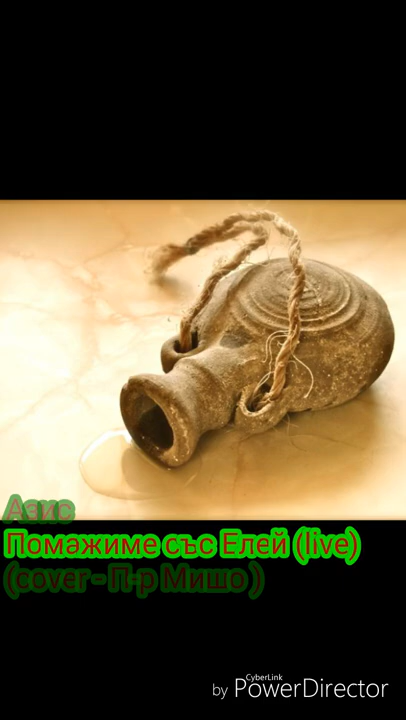 Азис
Помажиме със Елей (live)
(cover - П-р Мишо )
CyberLink
by PowerDirector